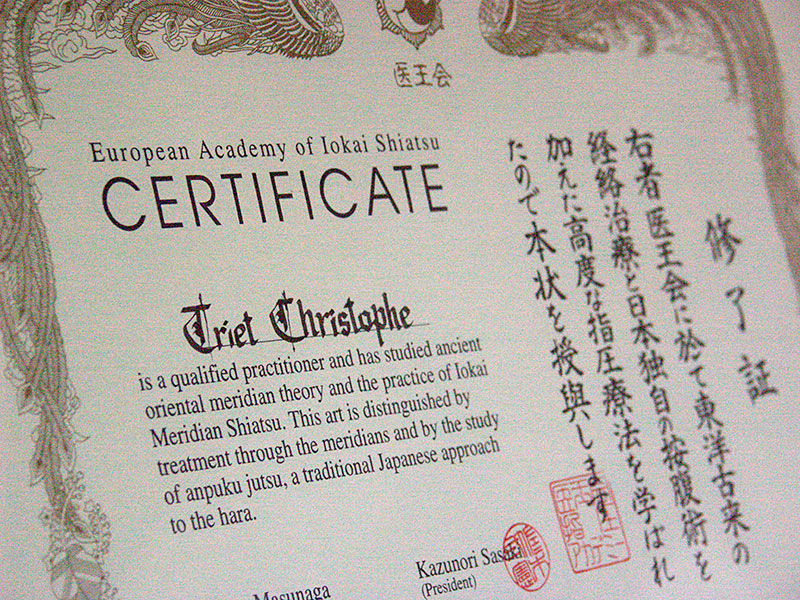 医王会
European Academy of Iokai Shiatsu
CERTIFICATE
Triet Christophe
is a qualified practitioner and has studied ancient
oriental meridian theory and the practice of Iokai
Meridian Shiatsu. This art is distinguished by
treatment through the meridians and by the study
of anpuku jutsu, a traditional Japanese approach
to the hara.
Masunaga
Kazunori Sasaki
(President)
修了証
右者医王会に於て東洋古来の
経絡治療と日本独自の按腹術を
加えた高度な指圧療法を学ばれ
たので本状を授與します